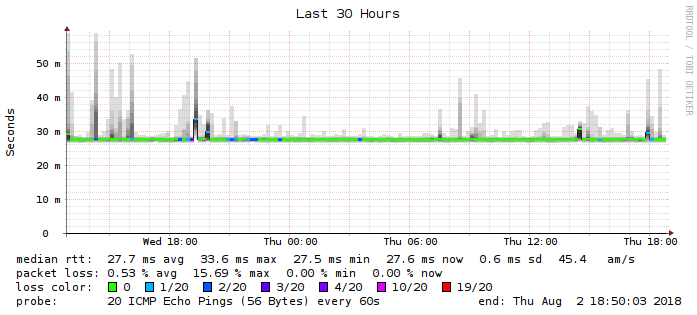 Last 30 Hours
RRDTOOL / TOBI OETIKER
Seconds
50 m
40 m
30 m
20 m
10 m
0
Wed 18:00 Thu 00:00 Thu 06:00 Thu 12:00 Thu 18:00
median rtt: 27.7 ms avg 33.6 ms max 27.5 ms min 27.6 ms now 0.6 ms sd 45.4 am/s
packet loss: 0.53 % avg 15.69 % max 0.00 % min 0.00 % now
loss color: 0 1/20 2/20 3/20 4/20 10/20 19/20
probe: 20 ICMP Echo Pings (56 Bytes) every 60s end: Thu Aug 2 18:50:03 2018